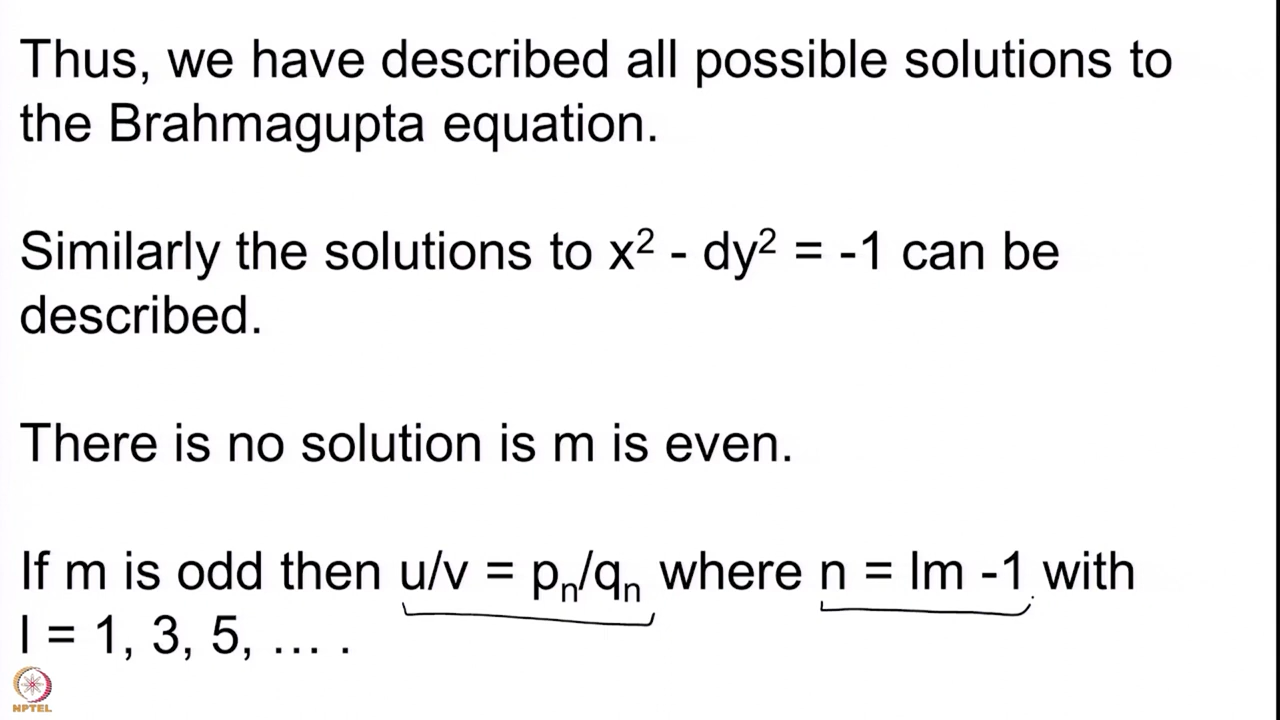 Thus, we have described all possible solutions to
the Brahmagupta equation.
Similarly the solutions to x² - dy² = -1 can be
described.
There is no solution is m is even.
If m is odd then u/v = pₙ/qₙ where n = lm -1 with
l = 1, 3, 5, … .
NPTEL